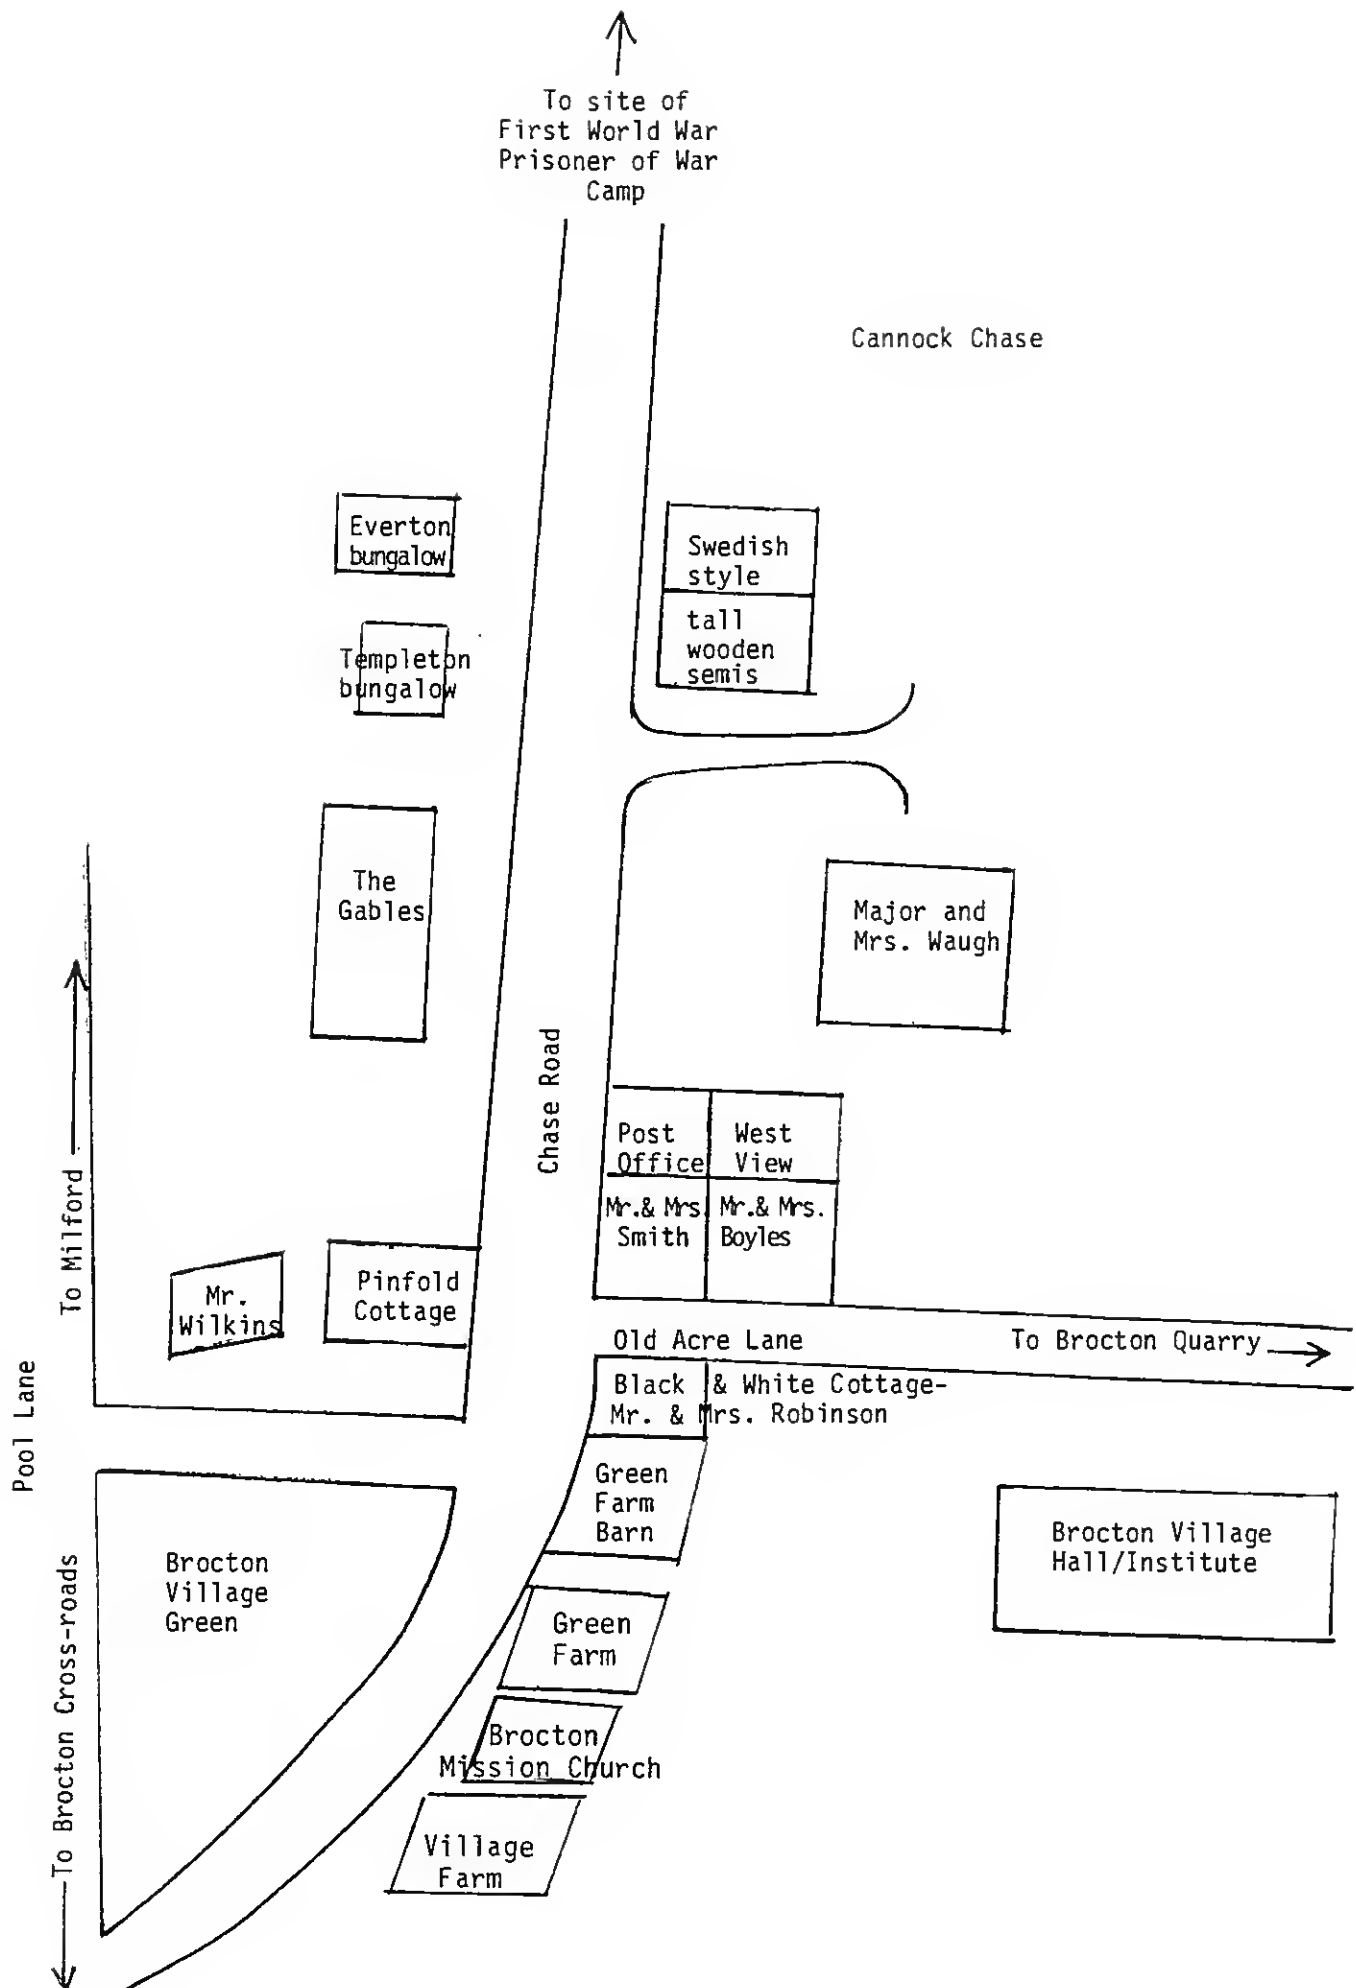 To site of
First World War
Prisoner of War
Camp
Cannock Chase
Everton
bungalow
Swedish
style
tall
wooden
semis
Templeton
bungalow
The
Gables
Major and
Mrs. Waugh
Chase Road
Post
Office
West
View
Mr.& Mrs
Smith
Mr.& Mrs.
Boyles
To Milford
Mr.
Wilkins
Pinfold
Cottage
Old Acre Lane
To Brocton Quarry
Pool Lane
Black & White Cottage-
Mr. & Mrs. Robinson
Green
Farm
Barn
Brocton Village
Hall/Institute
Brocton
Village
Green
Green
Farm
To Brocton Cross-roads
Brocton
Mission Church
Village
Farm